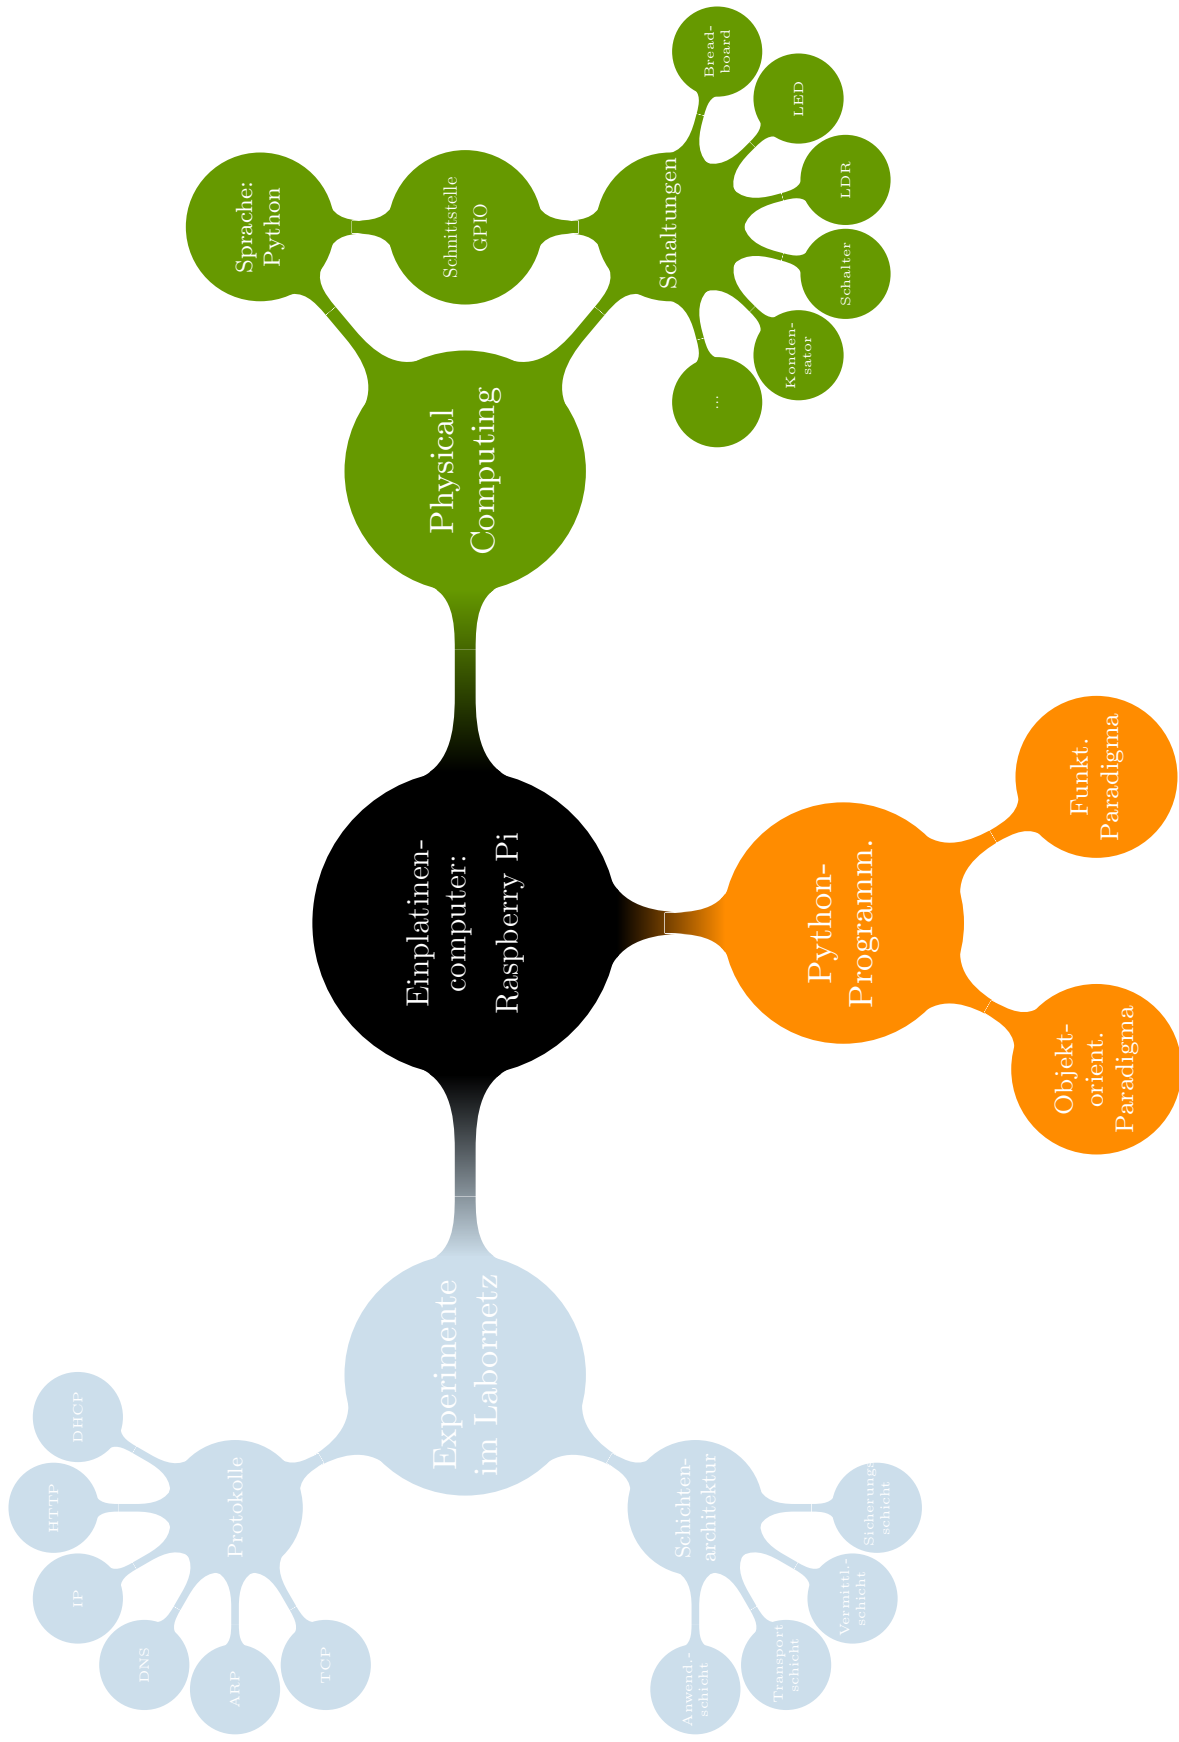 Einplatinen-
computer:
Raspberry Pi
Experimente
im Labornetz
Protokolle
TCP
ARP
DNS
IP
HTTP
DHCP
Schichten-
architektur
Anwend.-
schicht
Transport
schicht
Vermittl.-
schicht
Sicherungs
schicht
Python-
Programm.
Objekt-
orient.
Paradigma
Funkt.
Paradigma
Physical
Computing
Sprache:
Python
Schnittstelle
GPIO
Schaltungen
...
Konden-
sator
Schalter
LDR
LED
Bread-
board